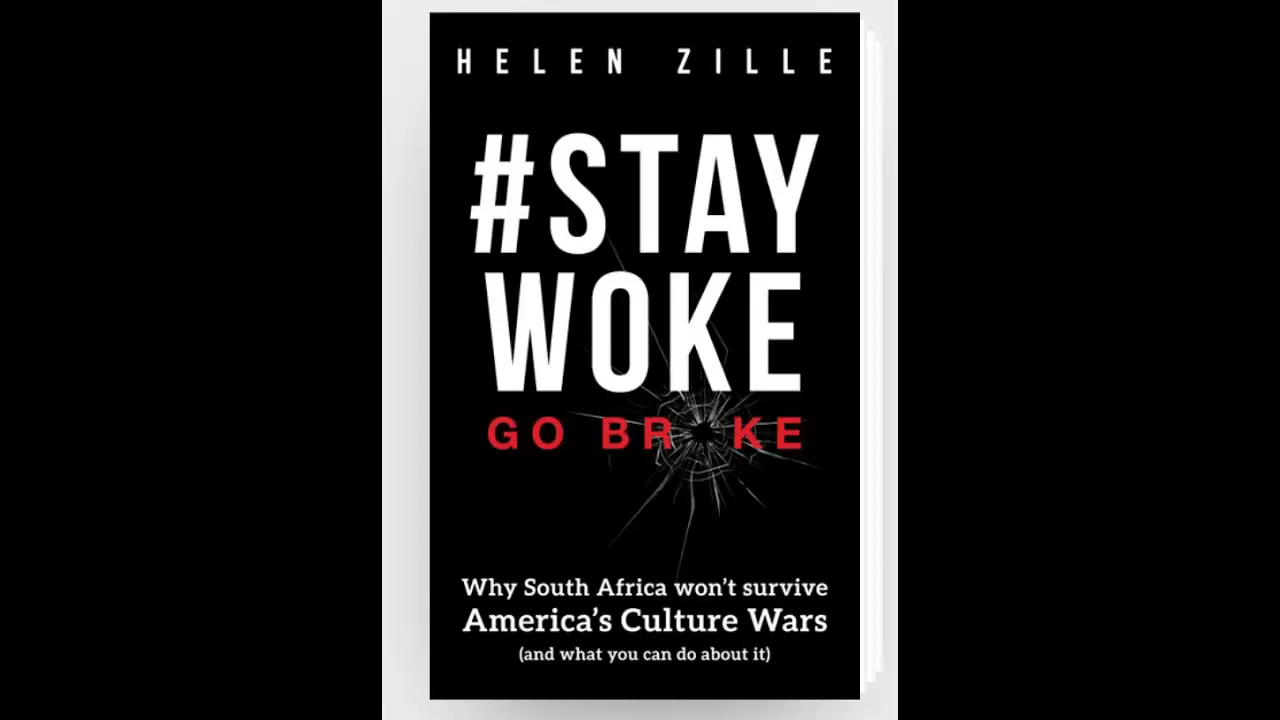 HELEN ZILLE
#STAY
WOKE
GO BROKE
Why South Africa won't survive
America's Culture Wars
(and what you can do about it)